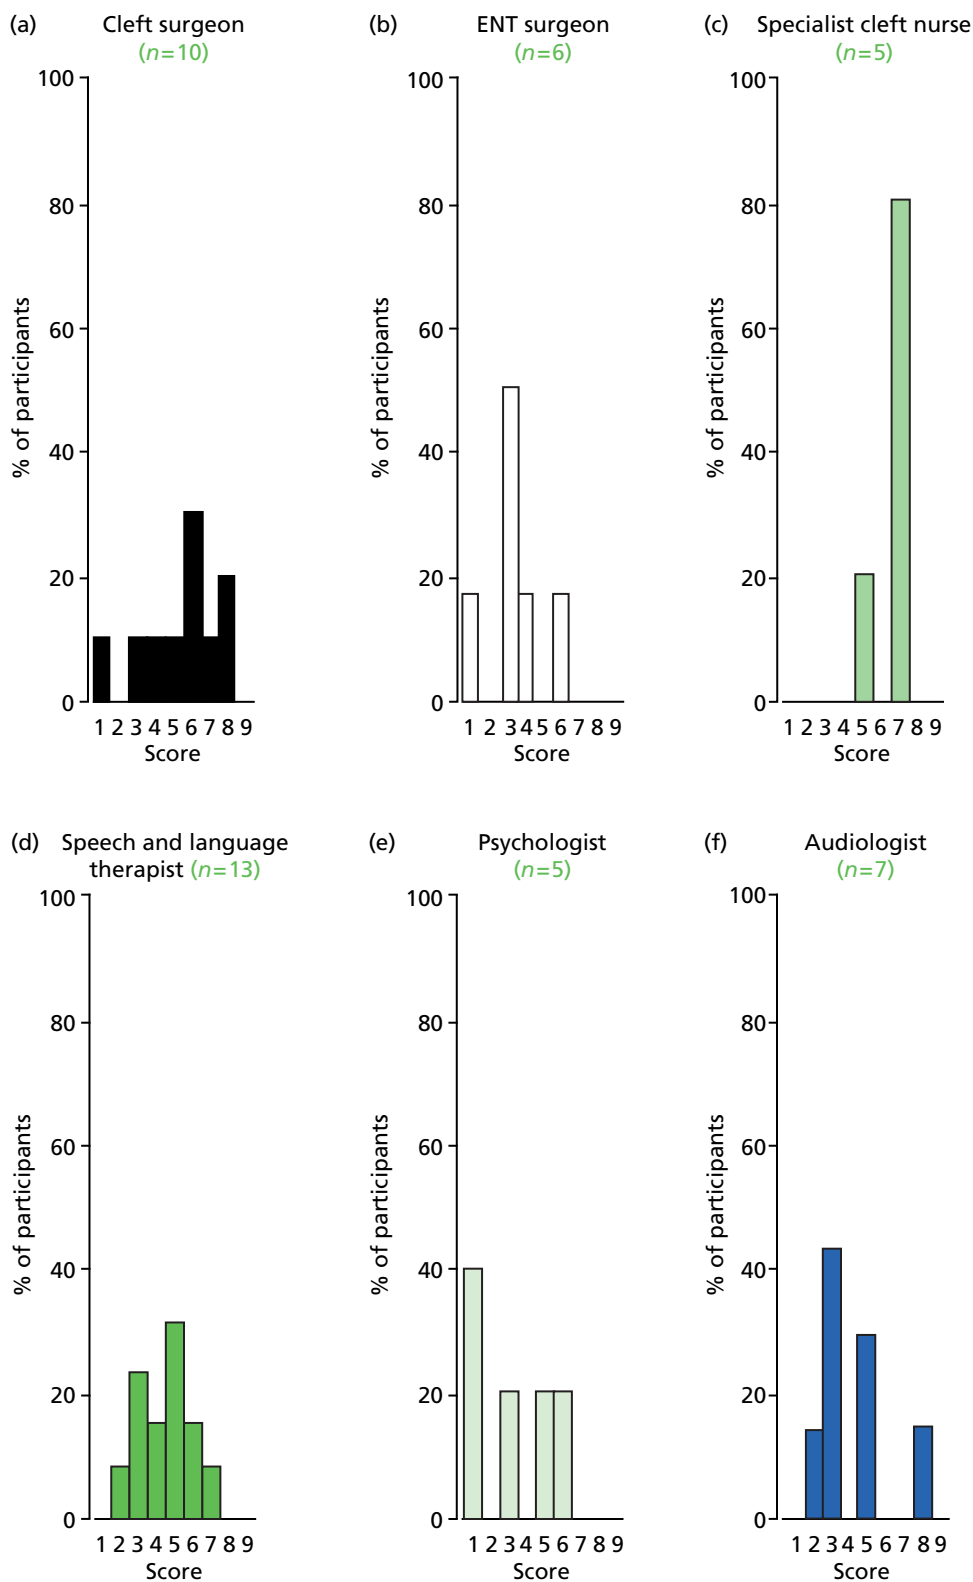 (a) Cleft surgeon
(n=10)
100
80
60
40
20
0
% of participants
1 2 3 4 5 6 7 8 9
Score
(b) ENT surgeon
(n=6)
100
80
60
40
20
0
% of participants
1 2 3 4 5 6 7 8 9
Score
(c) Specialist cleft nurse
(n=5)
100
80
60
40
20
0
% of participants
1 2 3 4 5 6 7 8 9
Score
(d) Speech and language
therapist (n=13)
100
80
60
40
20
0
% of participants
1 2 3 4 5 6 7 8 9
Score
(e) Psychologist
(n=5)
100
80
60
40
20
0
% of participants
1 2 3 4 5 6 7 8 9
Score
(f) Audiologist
(n=7)
100
80
60
40
20
0
% of participants
1 2 3 4 5 6 7 8 9
Score